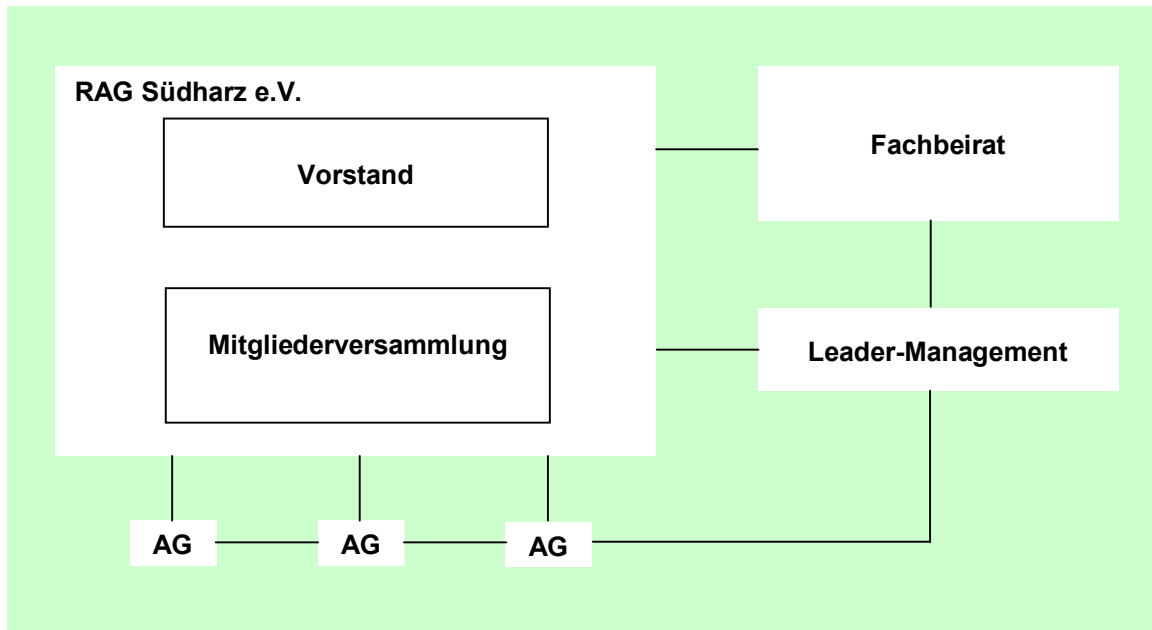 RAG Südharz e.V.
Vorstand
Mitgliederversammlung
Fachbeirat
Leader-Management
AG
AG
AG